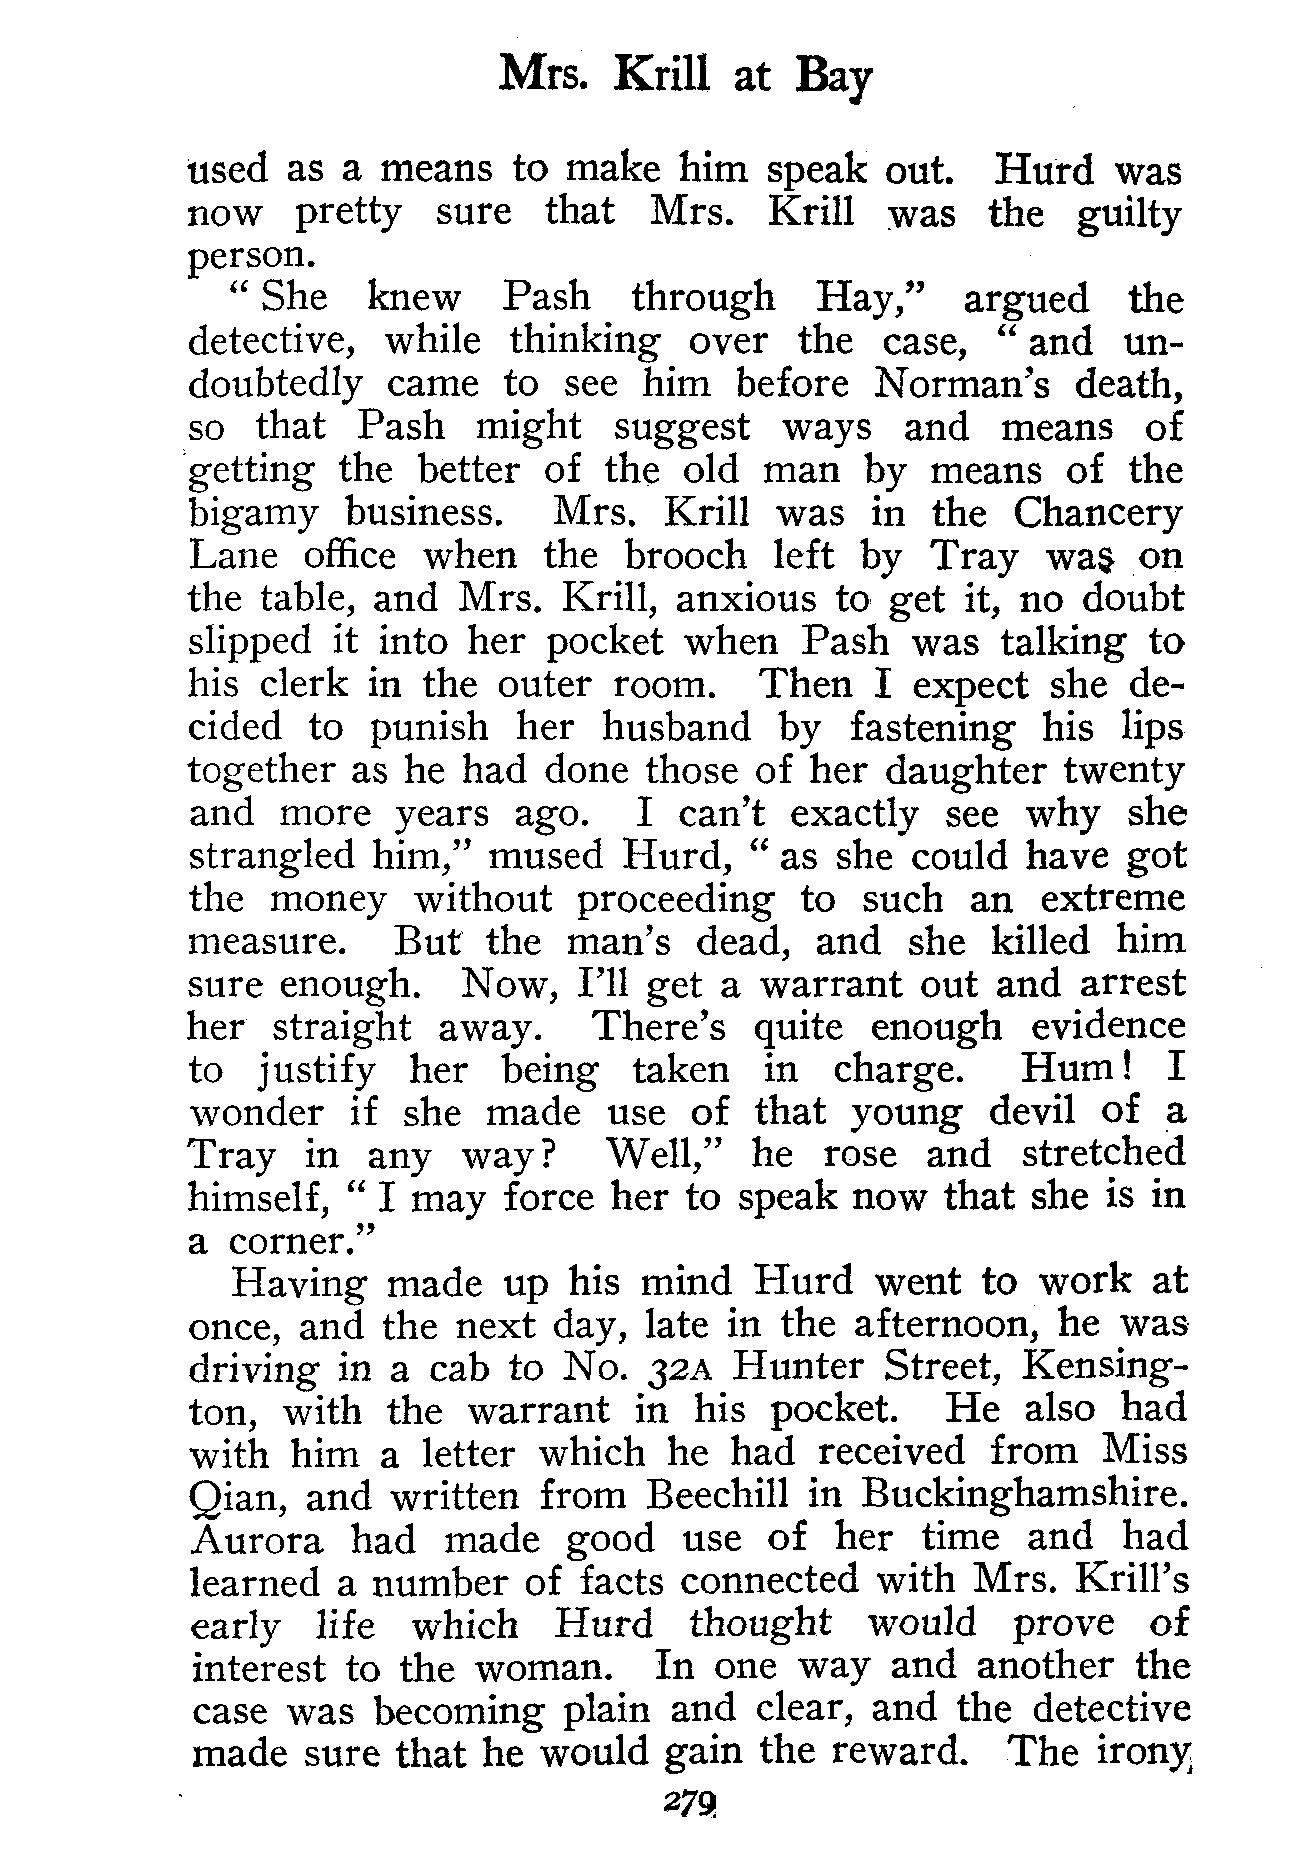 Mrs. Krill at Bay
used as a means to make him speak out. Hurd was
now pretty sure that Mrs. Krill was the guilty
person.
“ She knew Pash through Hay,” argued the
detective, while thinking over the case, “ and un-
doubtedly came to see him before Norman’s death,
so that Pash might suggest ways and means of
getting the better of the old man by means of the
bigamy business. Mrs. Krill was in the Chancery
Lane office when the brooch left by Tray was on
the table, and Mrs. Krill, anxious to get it, no doubt
slipped it into her pocket when Pash was talking to
his clerk in the outer room. Then I expect she de-
cided to punish her husband by fastening his lips
together as he had done those of her daughter twenty
and more years ago. I can’t exactly see why she
strangled him,” mused Hurd, “ as she could have got
the money without proceeding to such an extreme
measure. But the man’s dead, and she killed him
sure enough. Now, I’ll get a warrant out and arrest
her straight away. There’s quite enough evidence
to justify her being taken in charge. Hum! I
wonder if she made use of that young devil of a
Tray in any way? Well,” he rose and stretched
himself, “ I may force her to speak now that she is in
a corner.”
Having made up his mind Hurd went to work at
once, and the next day, late in the afternoon, he was
driving in a cab to No. 32A Hunter Street, Kensing-
ton, with the warrant in his pocket. He also had
with him a letter which he had received from Miss
Qian, and written from Beechill in Buckinghamshire.
Aurora had made good use of her time and had
learned a number of facts connected with Mrs. Krill’s
early life which Hurd thought would prove of
interest to the woman. In one way and another the
case was becoming plain and clear, and the detective
made sure that he would gain the reward. The irony
279